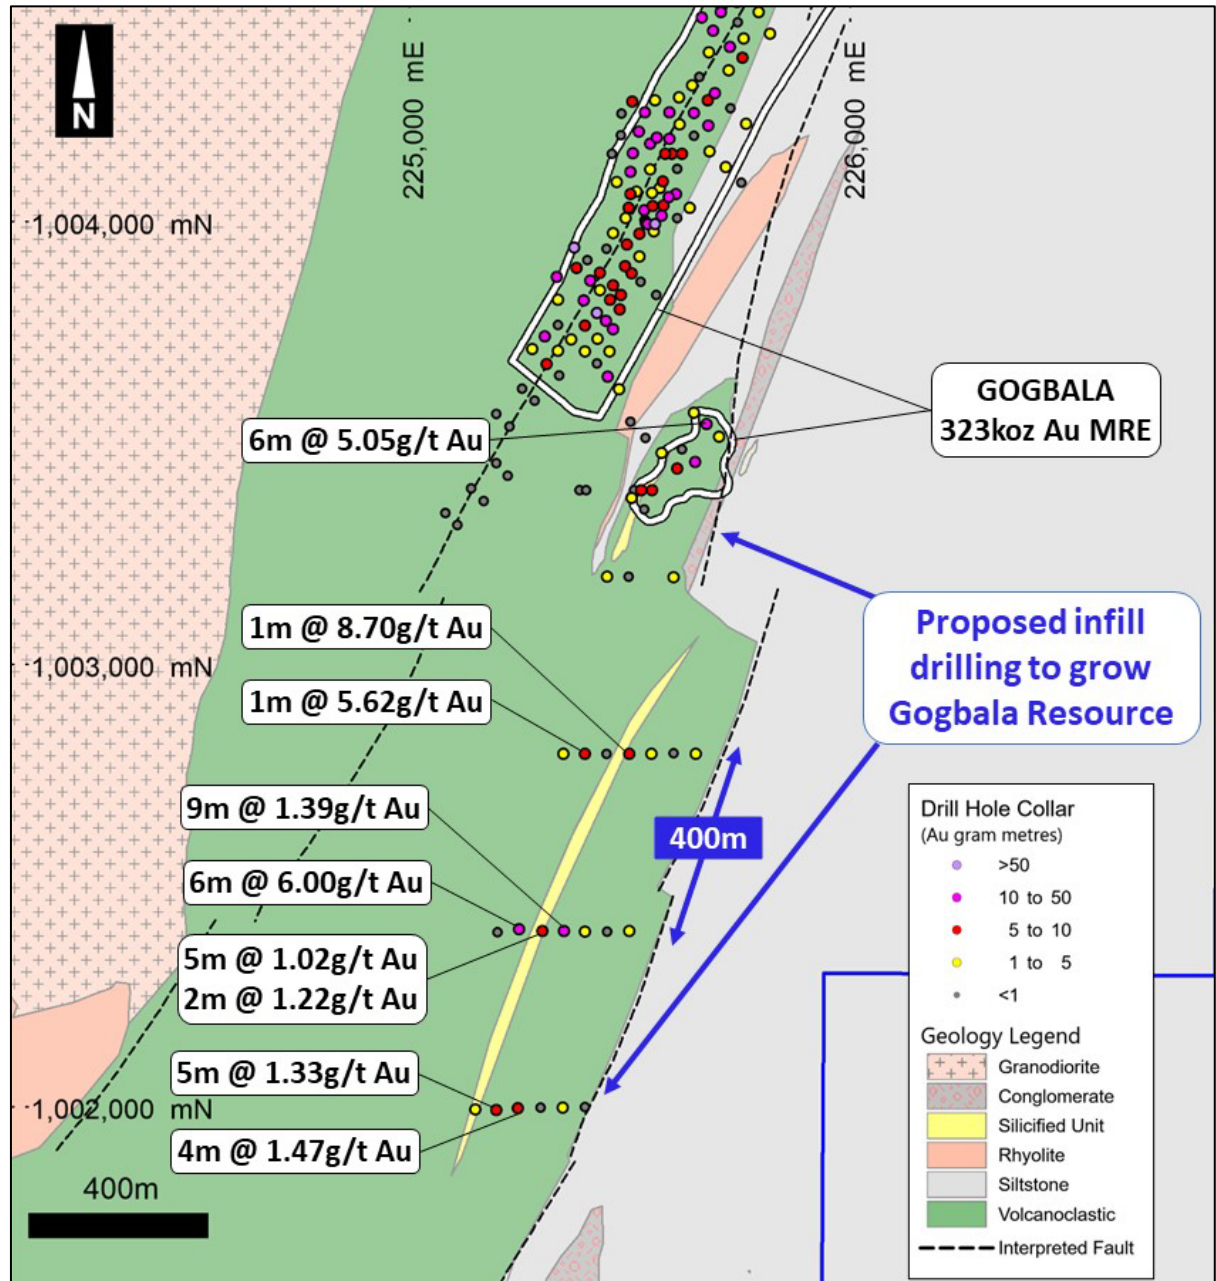 N
225,000 mE
226,000 mE
1,004,000 mN
GOGBALA
323koz Au MRE
6m @ 5.05g/t Au
Proposed infill
drilling to grow
Gogbala Resource
1m @ 8.70g/t Au
1,003,000 mN
1m @ 5.62g/t Au
9m @ 1.39g/t Au
400m
6m @ 6.00g/t Au
5m @ 1.02g/t Au
2m @ 1.22g/t Au
5m @ 1.33g/t Au
1,002,000 mN
4m @ 1.47g/t Au
400m
Drill Hole Collar
(Au gram metres)
>50
10 to 50
5 to 10
1 to 5
<1
Geology Legend
Granodiorite
Conglomerate
Silicified Unit
Rhyolite
Siltstone
Volcanoclastic
Interpreted Fault